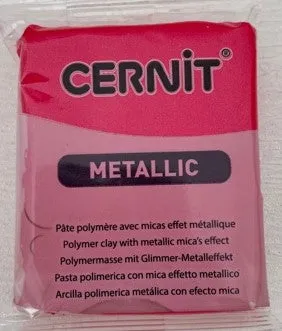 CERNiT®
METALLIC
Pâte polymère avec micas effet métallique
Polymer clay with metallic mica's effect
Polymermasse mit Glimmer-Metalleffekt
Pasta polimerica con mica effetto metallico
Arcilla polimerica metálica con efecto mica